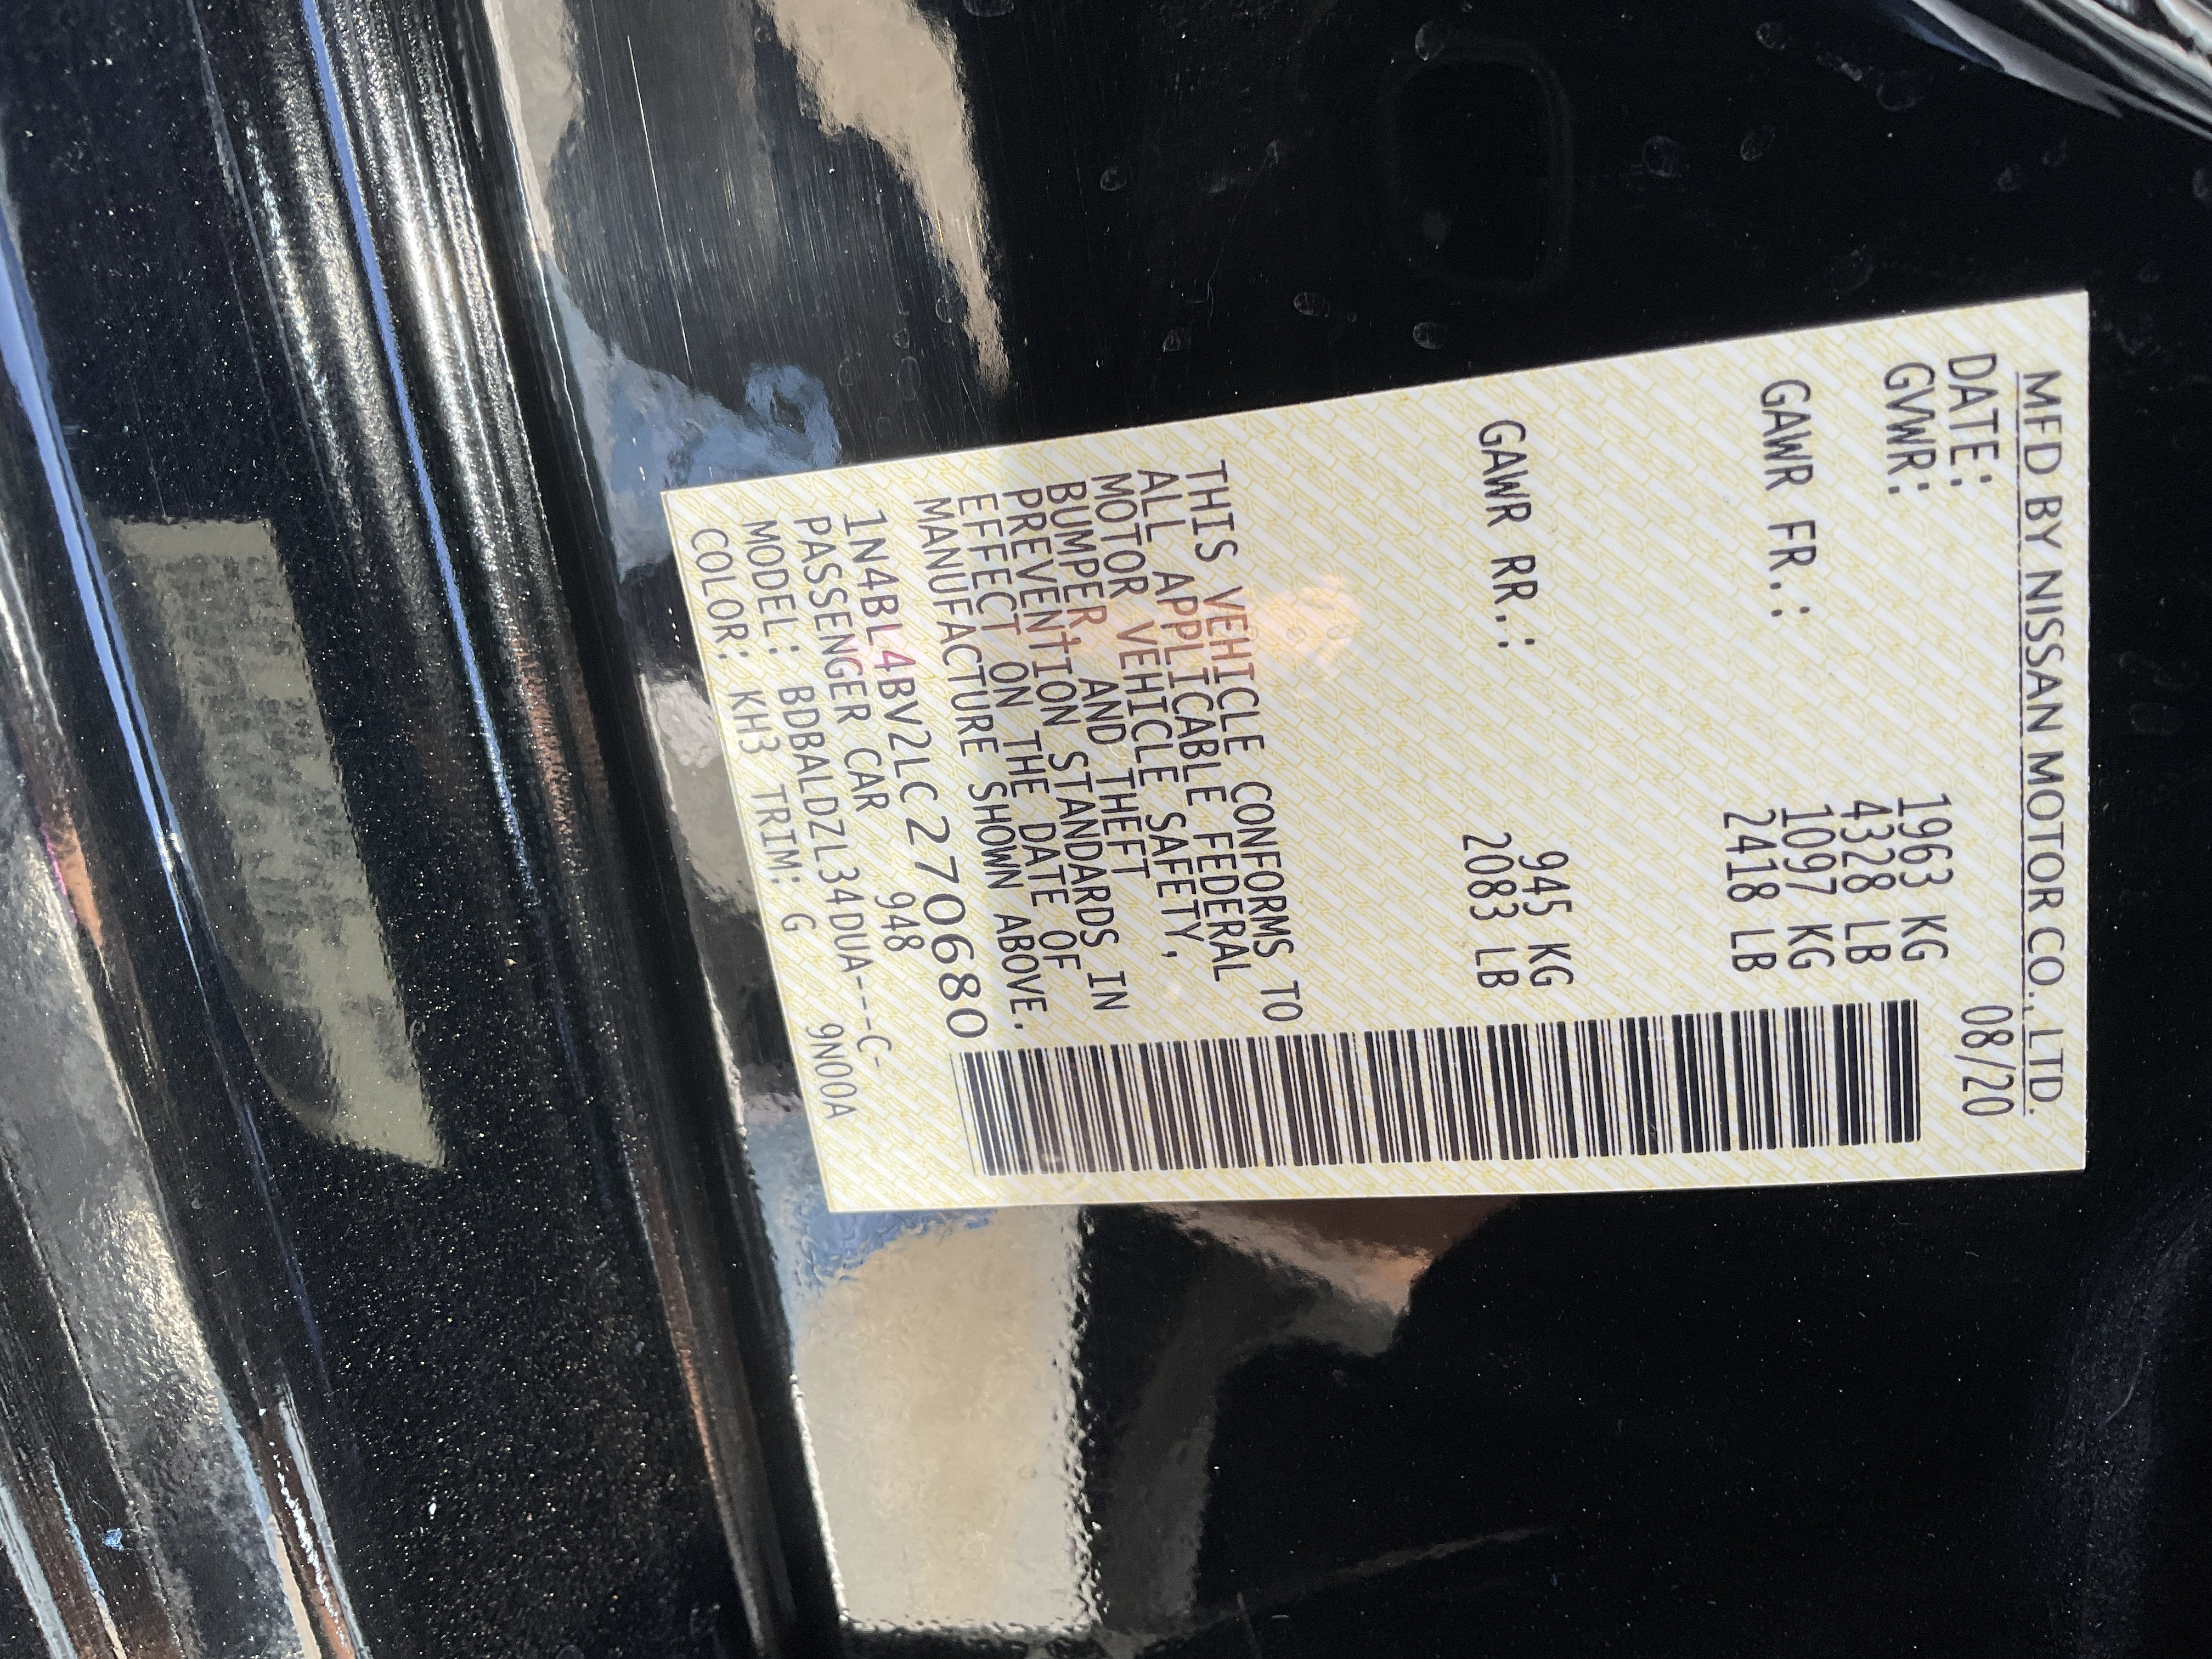 MFD BY NISSAN MOTOR CO., LTD.
DATE: 08/20
GVWR: 1963 KG
4328 LB
GAWR FR.: 1097 KG
2418 LB
GAWR RR.: 945 KG
2083 LB
THIS VEHICLE CONFORMS TO
ALL APPLICABLE FEDERAL
MOTOR VEHICLE SAFETY,
BUMPER, AND THEFT
PREVENTION STANDARDS IN
EFFECT ON THE DATE OF
MANUFACTURE SHOWN ABOVE.
1N4BL4BV2LC270680
PASSENGER CAR 948
MODEL: BDBALDZL34DUA---C-
COLOR: KH3 TRIM: G 9N00A